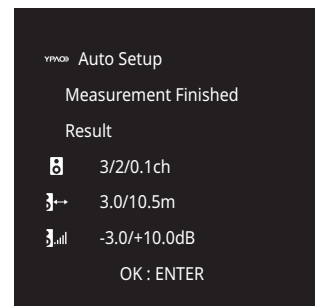 YPAO Auto Setup
Measurement Finished
Result
3/2/0.1ch
3.0/10.5m
-3.0/+10.0dB
OK : ENTER